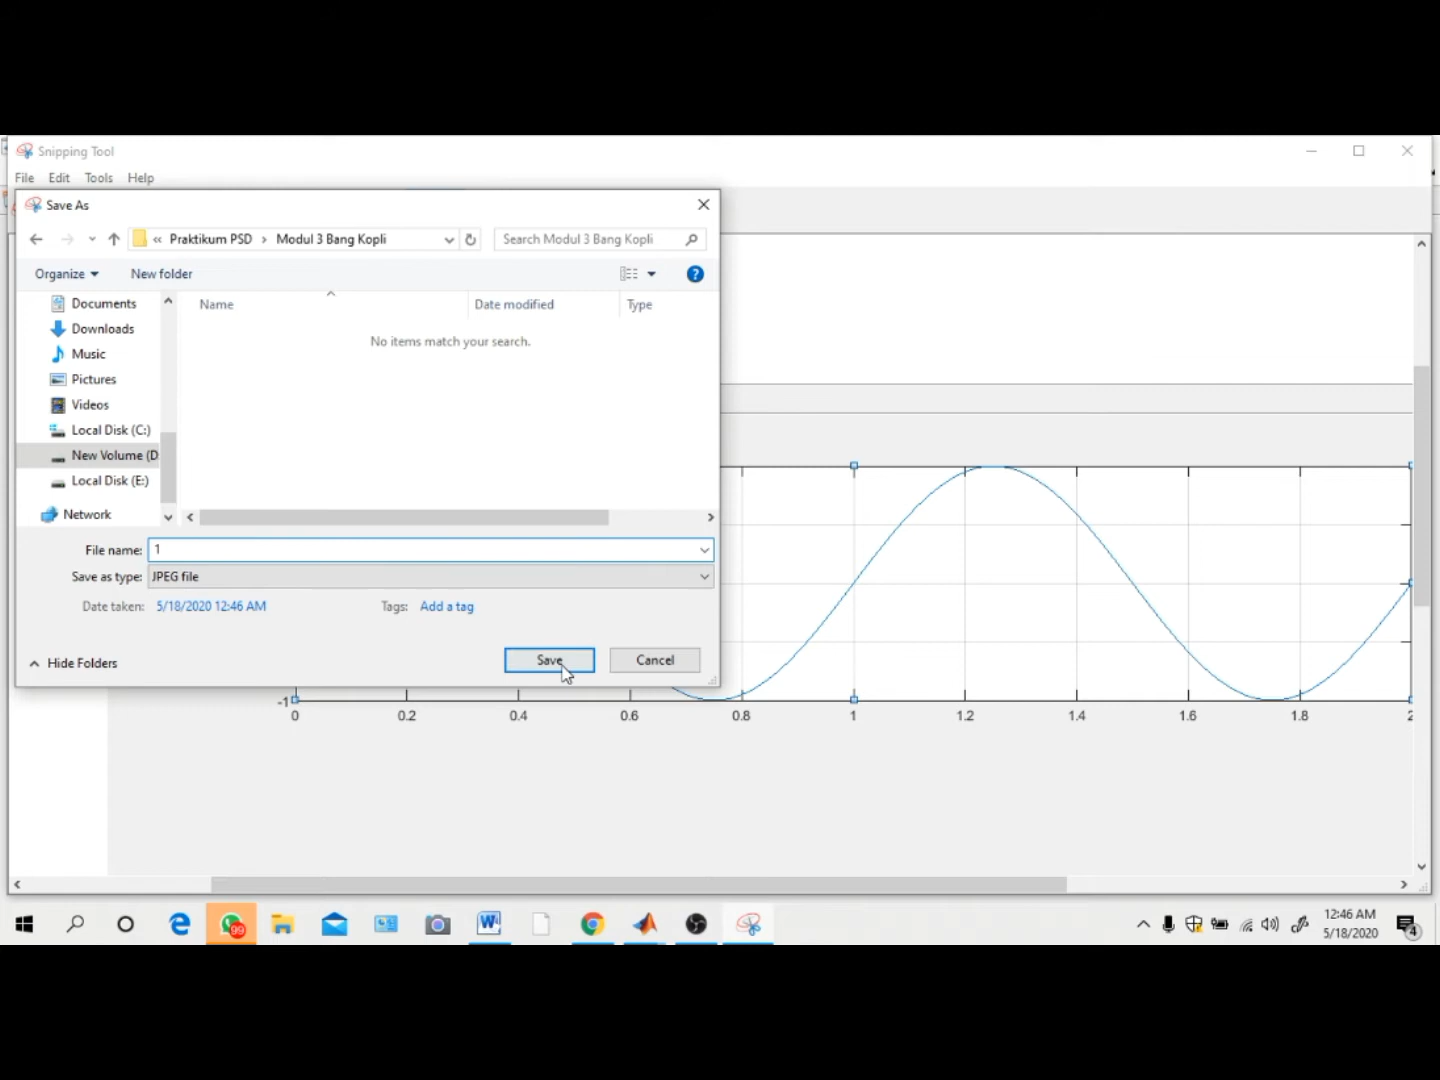 Snipping Tool
File Edit Tools Help
Save As
« Praktikum PSD › Modul 3 Bang Kopli
Search Modul 3 Bang Kopli
Organize New folder
Documents
Downloads
Music
Pictures
Videos
Local Disk (C:)
New Volume (D
Local Disk (E:)
Network
Name Date modified Type
No items match your search.
File name: 1
Save as type: JPEG file
Date taken: 5/18/2020 12:46 AM Tags: Add a tag
Hide Folders
Save Cancel
-1
0 0.2 0.4 0.6 0.8 1 1.2 1.4 1.6 1.8 2
99
12:46 AM
5/18/2020
4